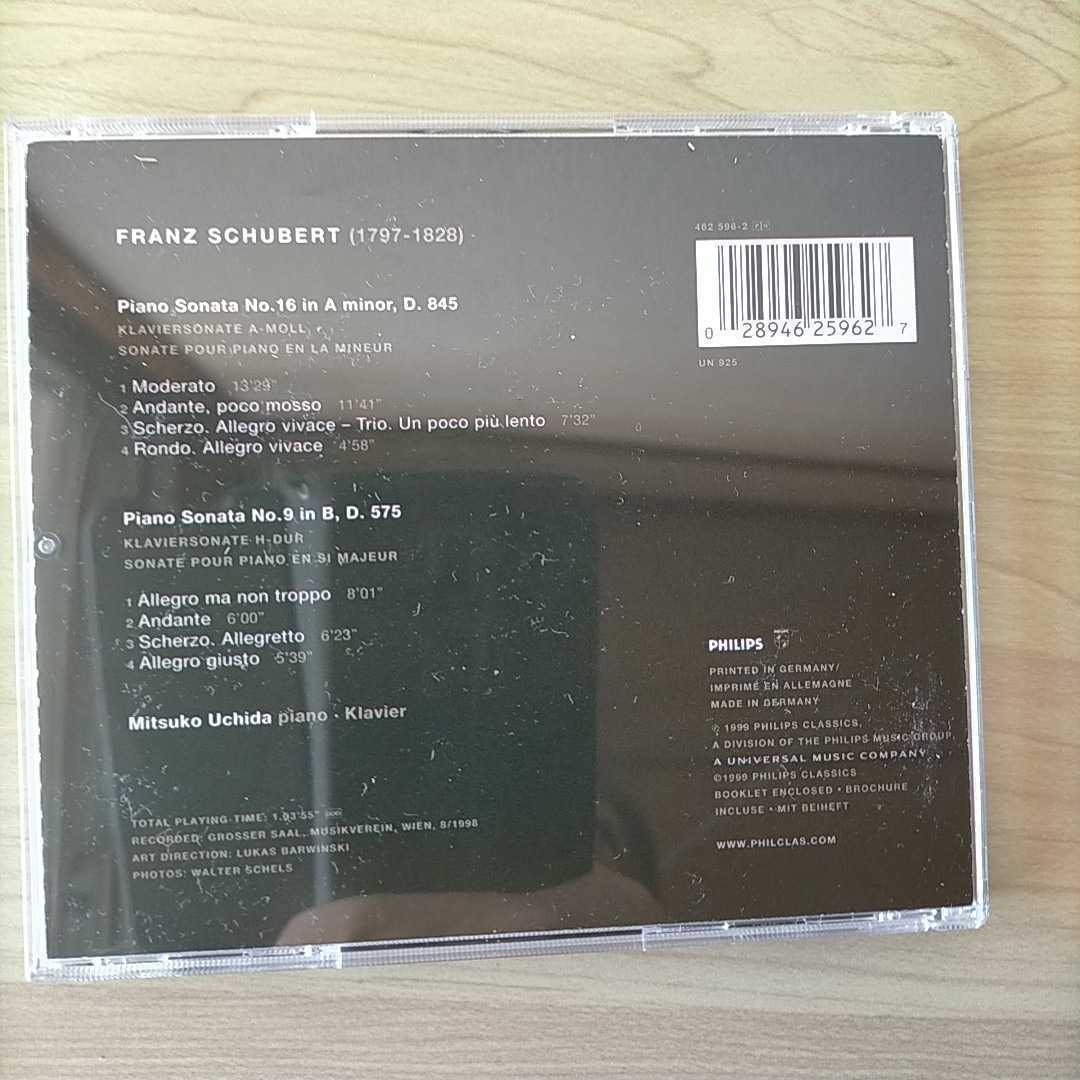 FRANZ SCHUBERT (1797-1828)
Piano Sonata No.16 in A minor, D. 845
KLAVIERSONATE A-MOLL
SONATE POUR PIANO EN LA MINEUR
1 Moderato 13'29"
2 Andante, poco mosso 11'41"
3 Scherzo. Allegro vivace – Trio. Un poco più lento 7'32"
4 Rondo. Allegro vivace 4'58"
Piano Sonata No.9 in B, D. 575
KLAVIERSONATE H-DUR
SONATE POUR PIANO EN SI MAJEUR
1 Allegro ma non troppo 8'01"
2 Andante 6'00"
3 Scherzo. Allegretto 6'23"
4 Allegro giusto 5'39"
Mitsuko Uchida piano · Klavier
TOTAL PLAYING TIME: 1.03'55" DDD
RECORDED: GROSSER SAAL, MUSIKVEREIN, WIEN, 8/1998
ART DIRECTION: LUKAS BARWINSKI
PHOTOS: WALTER SCHELS
462 596-2 PH
0 28946 25962 7
UN 925
PHILIPS
PRINTED IN GERMANY/
IMPRIMÉ EN ALLEMAGNE
MADE IN GERMANY
℗ 1999 PHILIPS CLASSICS,
A DIVISION OF THE PHILIPS MUSIC GROUP
A UNIVERSAL MUSIC COMPANY
©1999 PHILIPS CLASSICS
BOOKLET ENCLOSED · BROCHURE
INCLUSE · MIT BEIHEFT
WWW.PHILCLAS.COM